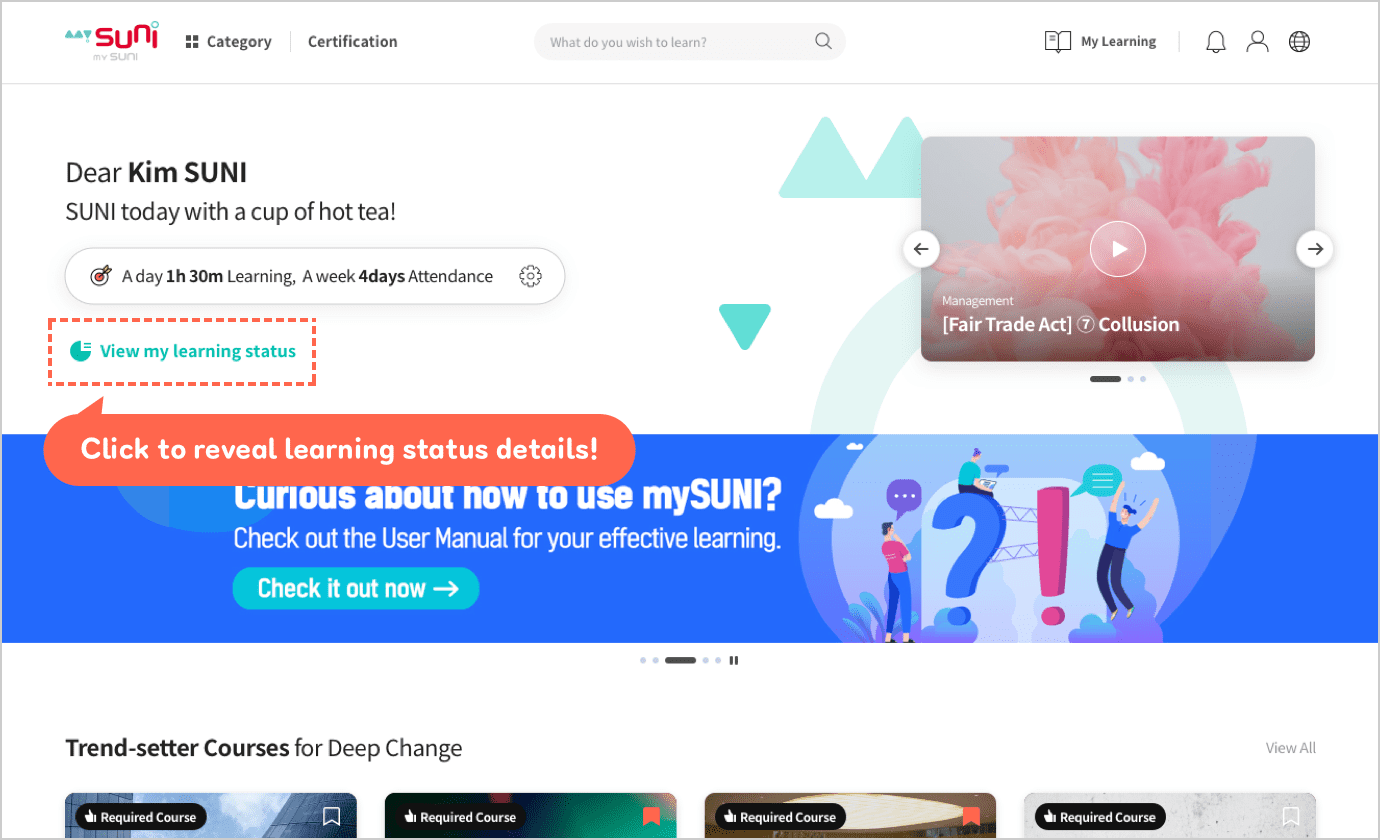 SUNI
my SUNI
Category
Certification
What do you wish to learn?
My Learning
Dear Kim SUNI
SUNI today with a cup of hot tea!
A day 1h 30m Learning, A week 4days Attendance
View my learning status
Management
[Fair Trade Act] ⑦ Collusion
Click to reveal learning status details!
Curious about how to use mySUNI?
Check out the User Manual for your effective learning.
Check it out now →
Trend-setter Courses for Deep Change
View All
Required Course
Required Course
Required Course
Required Course